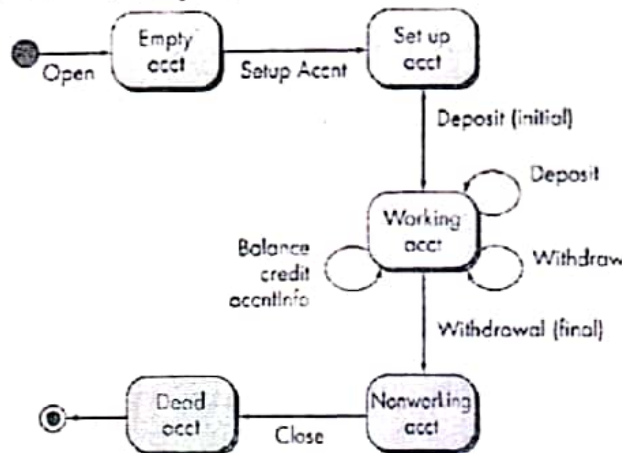 Empty
acct
Open
Setup Accnt
Set up
acct
Deposit (initial)
Deposit
Working
acct
Balance
credit
accntInfo
Withdraw
Withdrawal (final)
Dead
acct
Close
Nonworking
acct